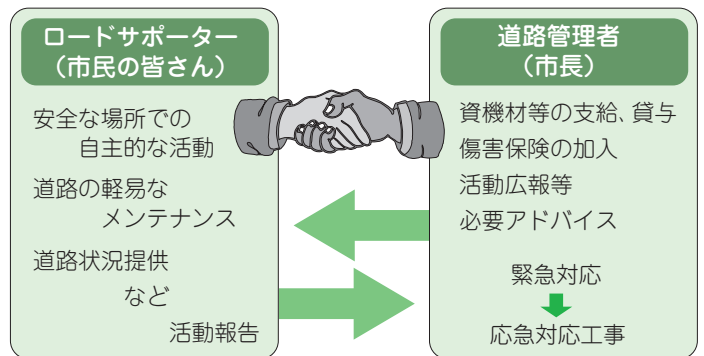 ロードサポーター
（市民の皆さん）
安全な場所での
自主的な活動
道路の軽易な
メンテナンス
道路状況提供
など
活動報告
道路管理者
（市長）
資機材等の支給、貸与
傷害保険の加入
活動広報等
必要アドバイス
緊急対応
応急対応工事